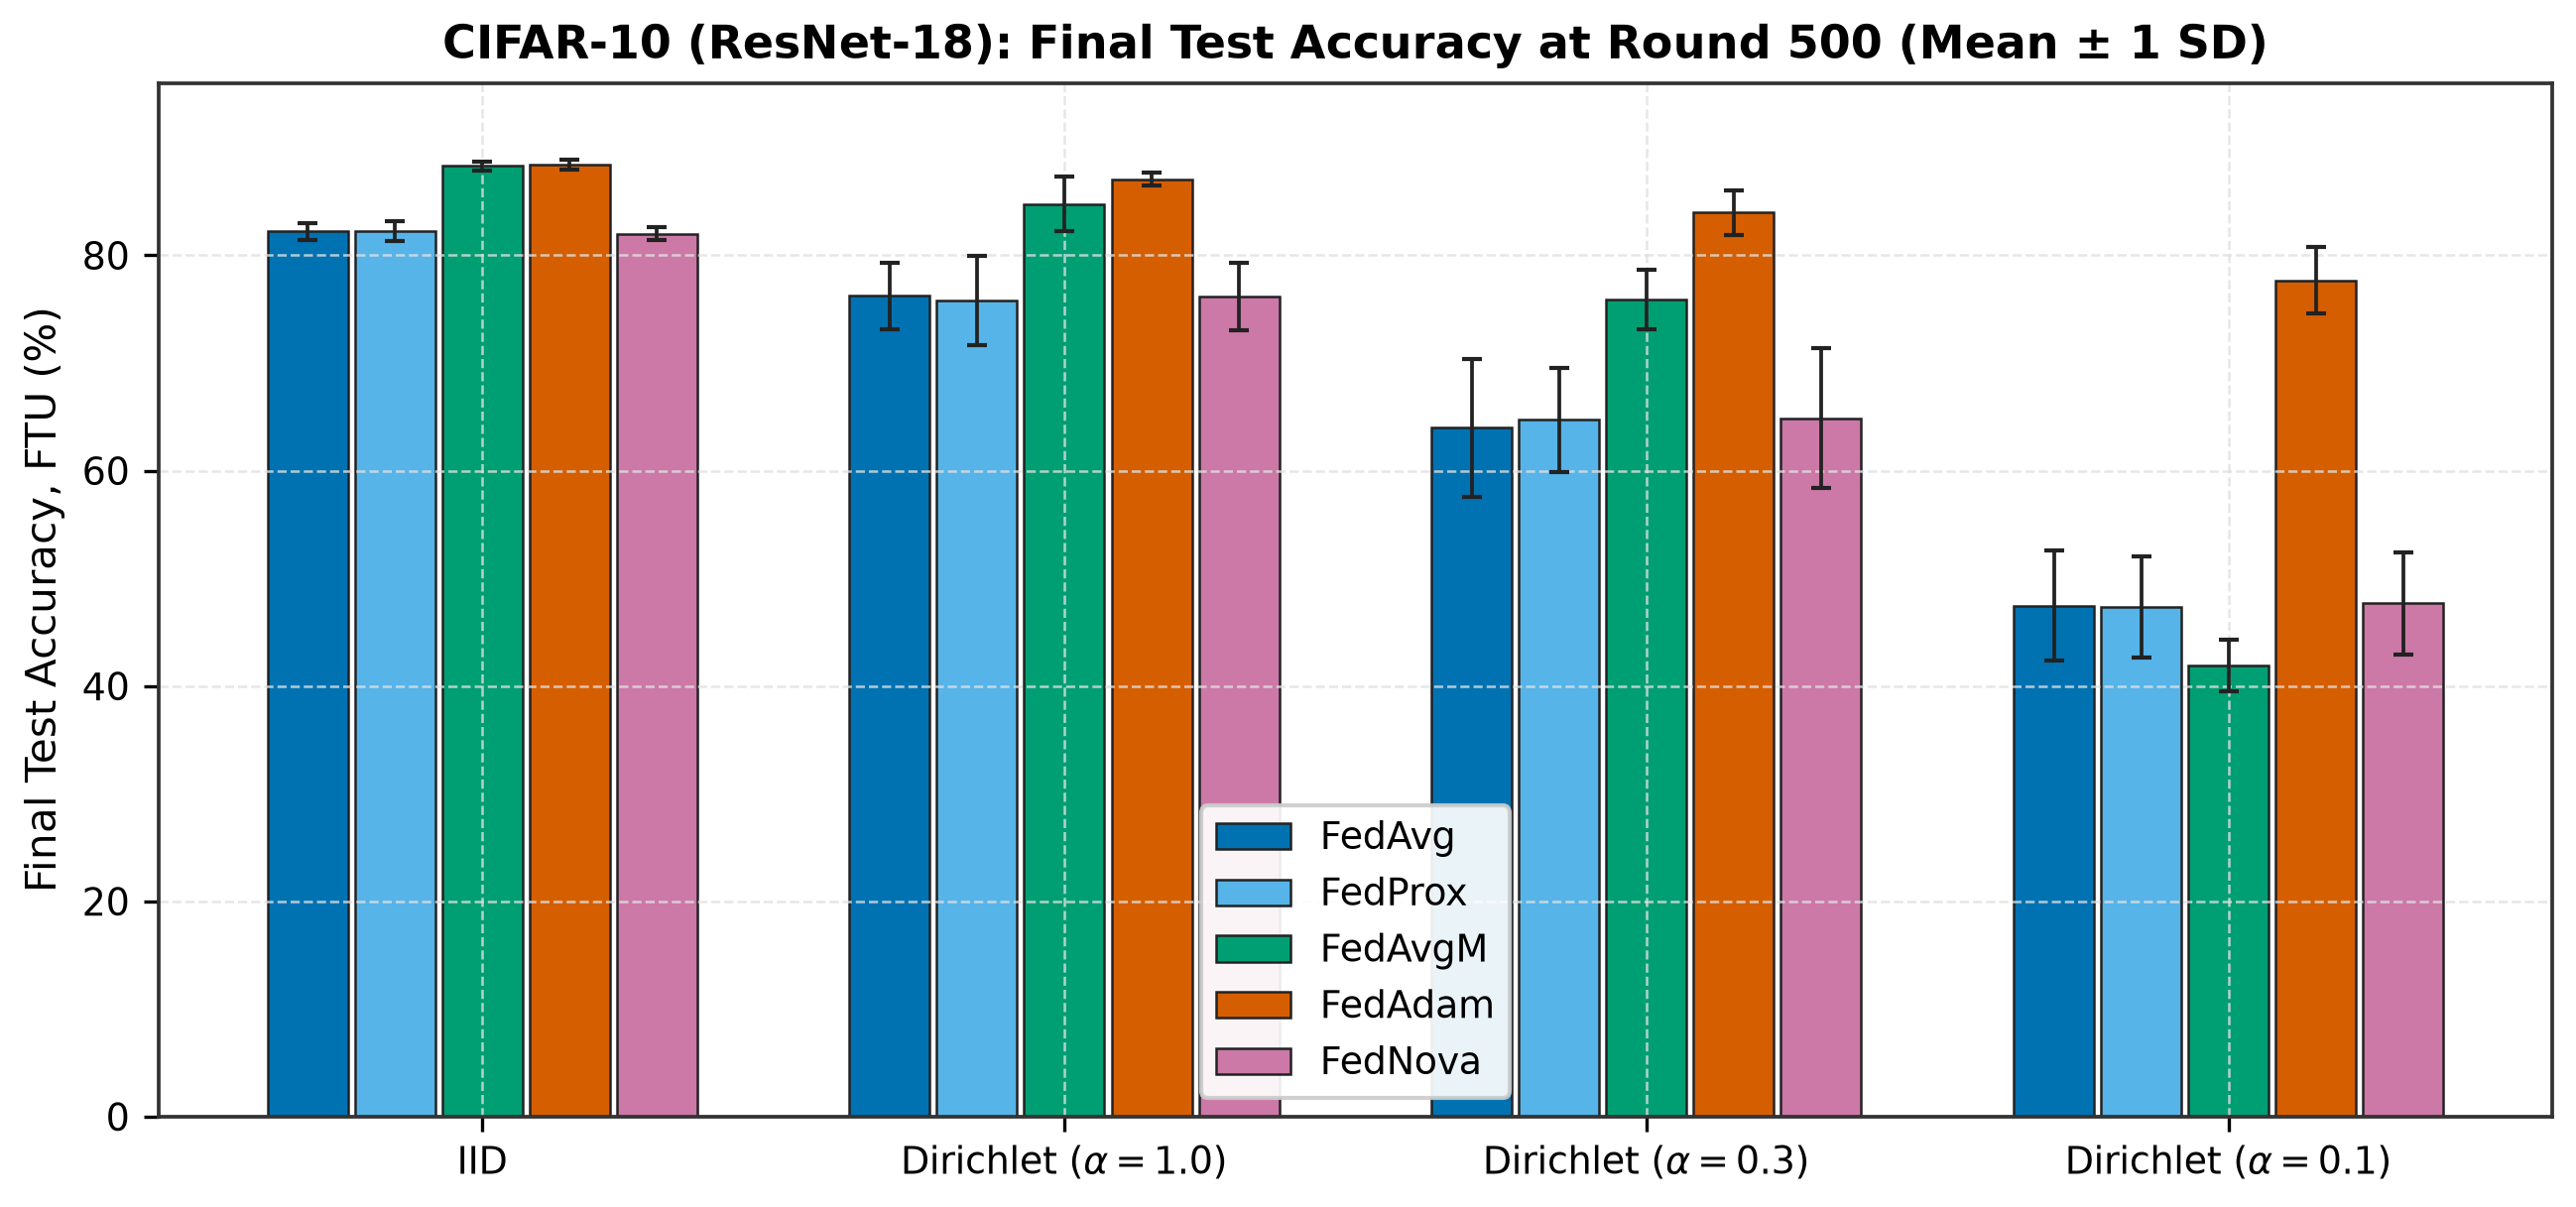 CIFAR-10 (ResNet-18): Final Test Accuracy at Round 500 (Mean ± 1 SD)
Final Test Accuracy, FTU (%)
80
60
40
20
0
FedAvg
FedProx
FedAvgM
FedAdam
FedNova
IID
Dirichlet (α = 1.0)
Dirichlet (α = 0.3)
Dirichlet (α = 0.1)